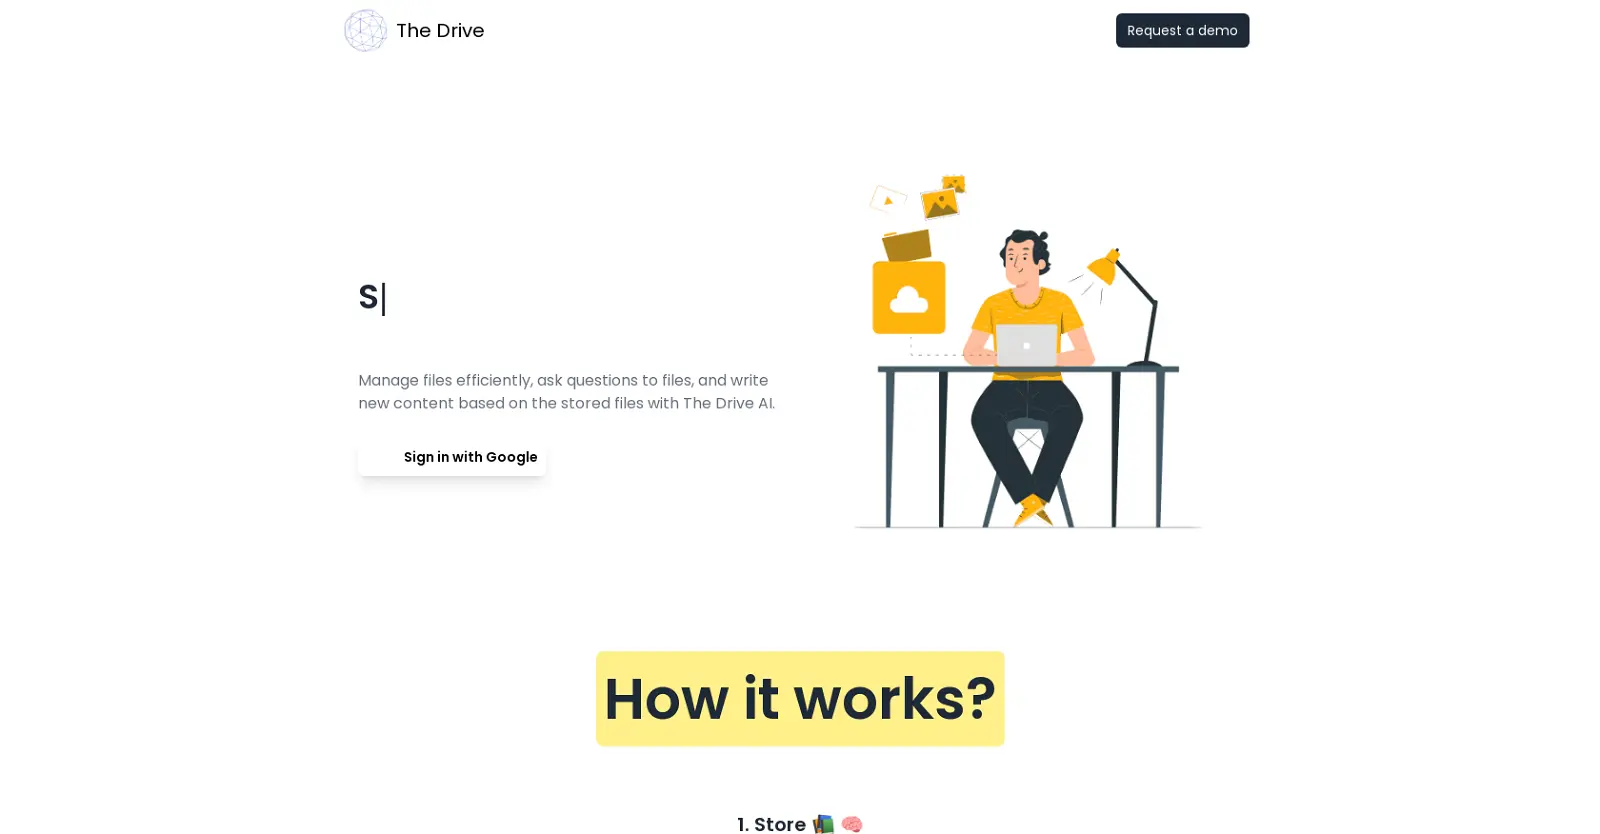 The Drive
Request a demo
S|
Manage files efficiently, ask questions to files, and write
new content based on the stored files with The Drive AI.
Sign in with Google
How it works?
1. Store 📚 🧠